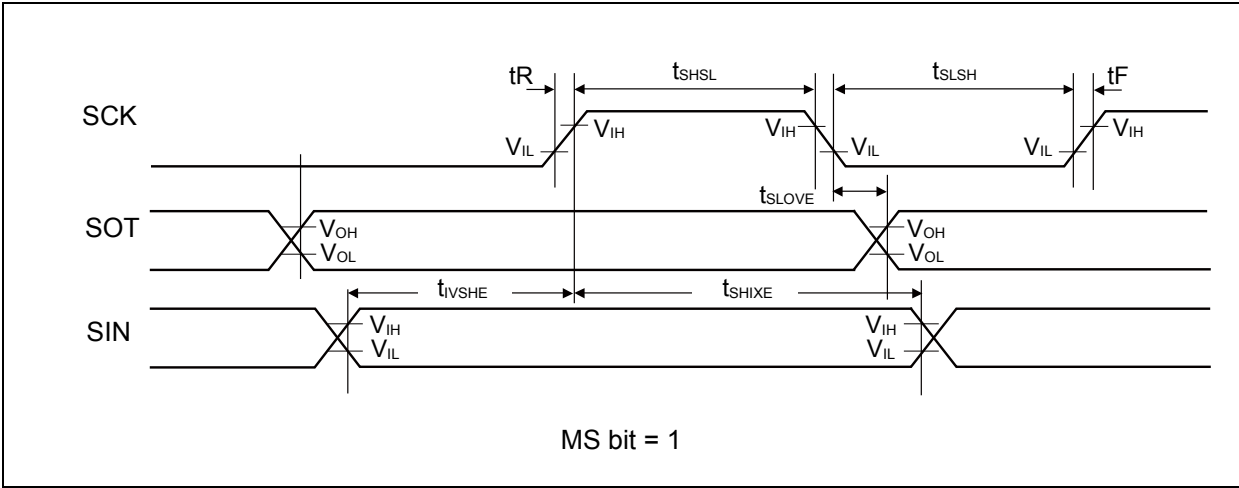 tR tSHSL tSLSH tF
SCK
VIH VIH VIH
VIL VIL VIL
tSLOVE
SOT
VOH VOH
VOL VOL
tIVSHE tSHIXE
SIN
VIH VIH
VIL VIL
MS bit = 1